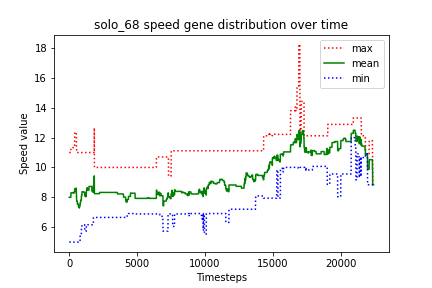 solo_68 speed gene distribution over time
Speed value
18
16
14
12
10
8
6
max
mean
min
0
5000
10000
15000
20000
Timesteps